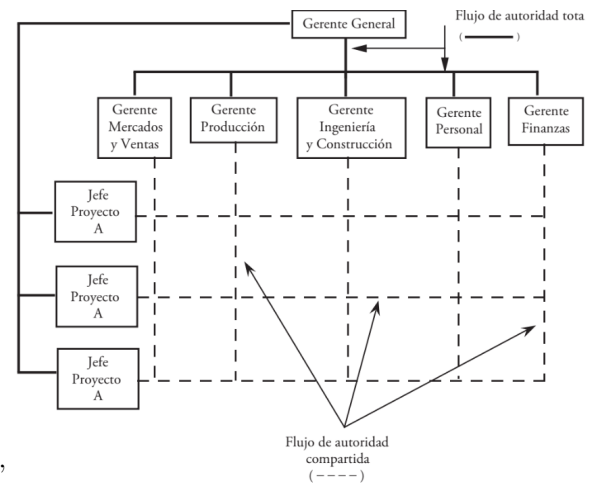 Gerente General
Flujo de autoridad tota
( ——— )
Gerente
Mercados
y Ventas
Gerente
Producción
Gerente
Ingeniería
y Construcción
Gerente
Personal
Gerente
Finanzas
Jefe
Proyecto
A
Jefe
Proyecto
A
Jefe
Proyecto
A
Flujo de autoridad
compartida
( – – – – )
,